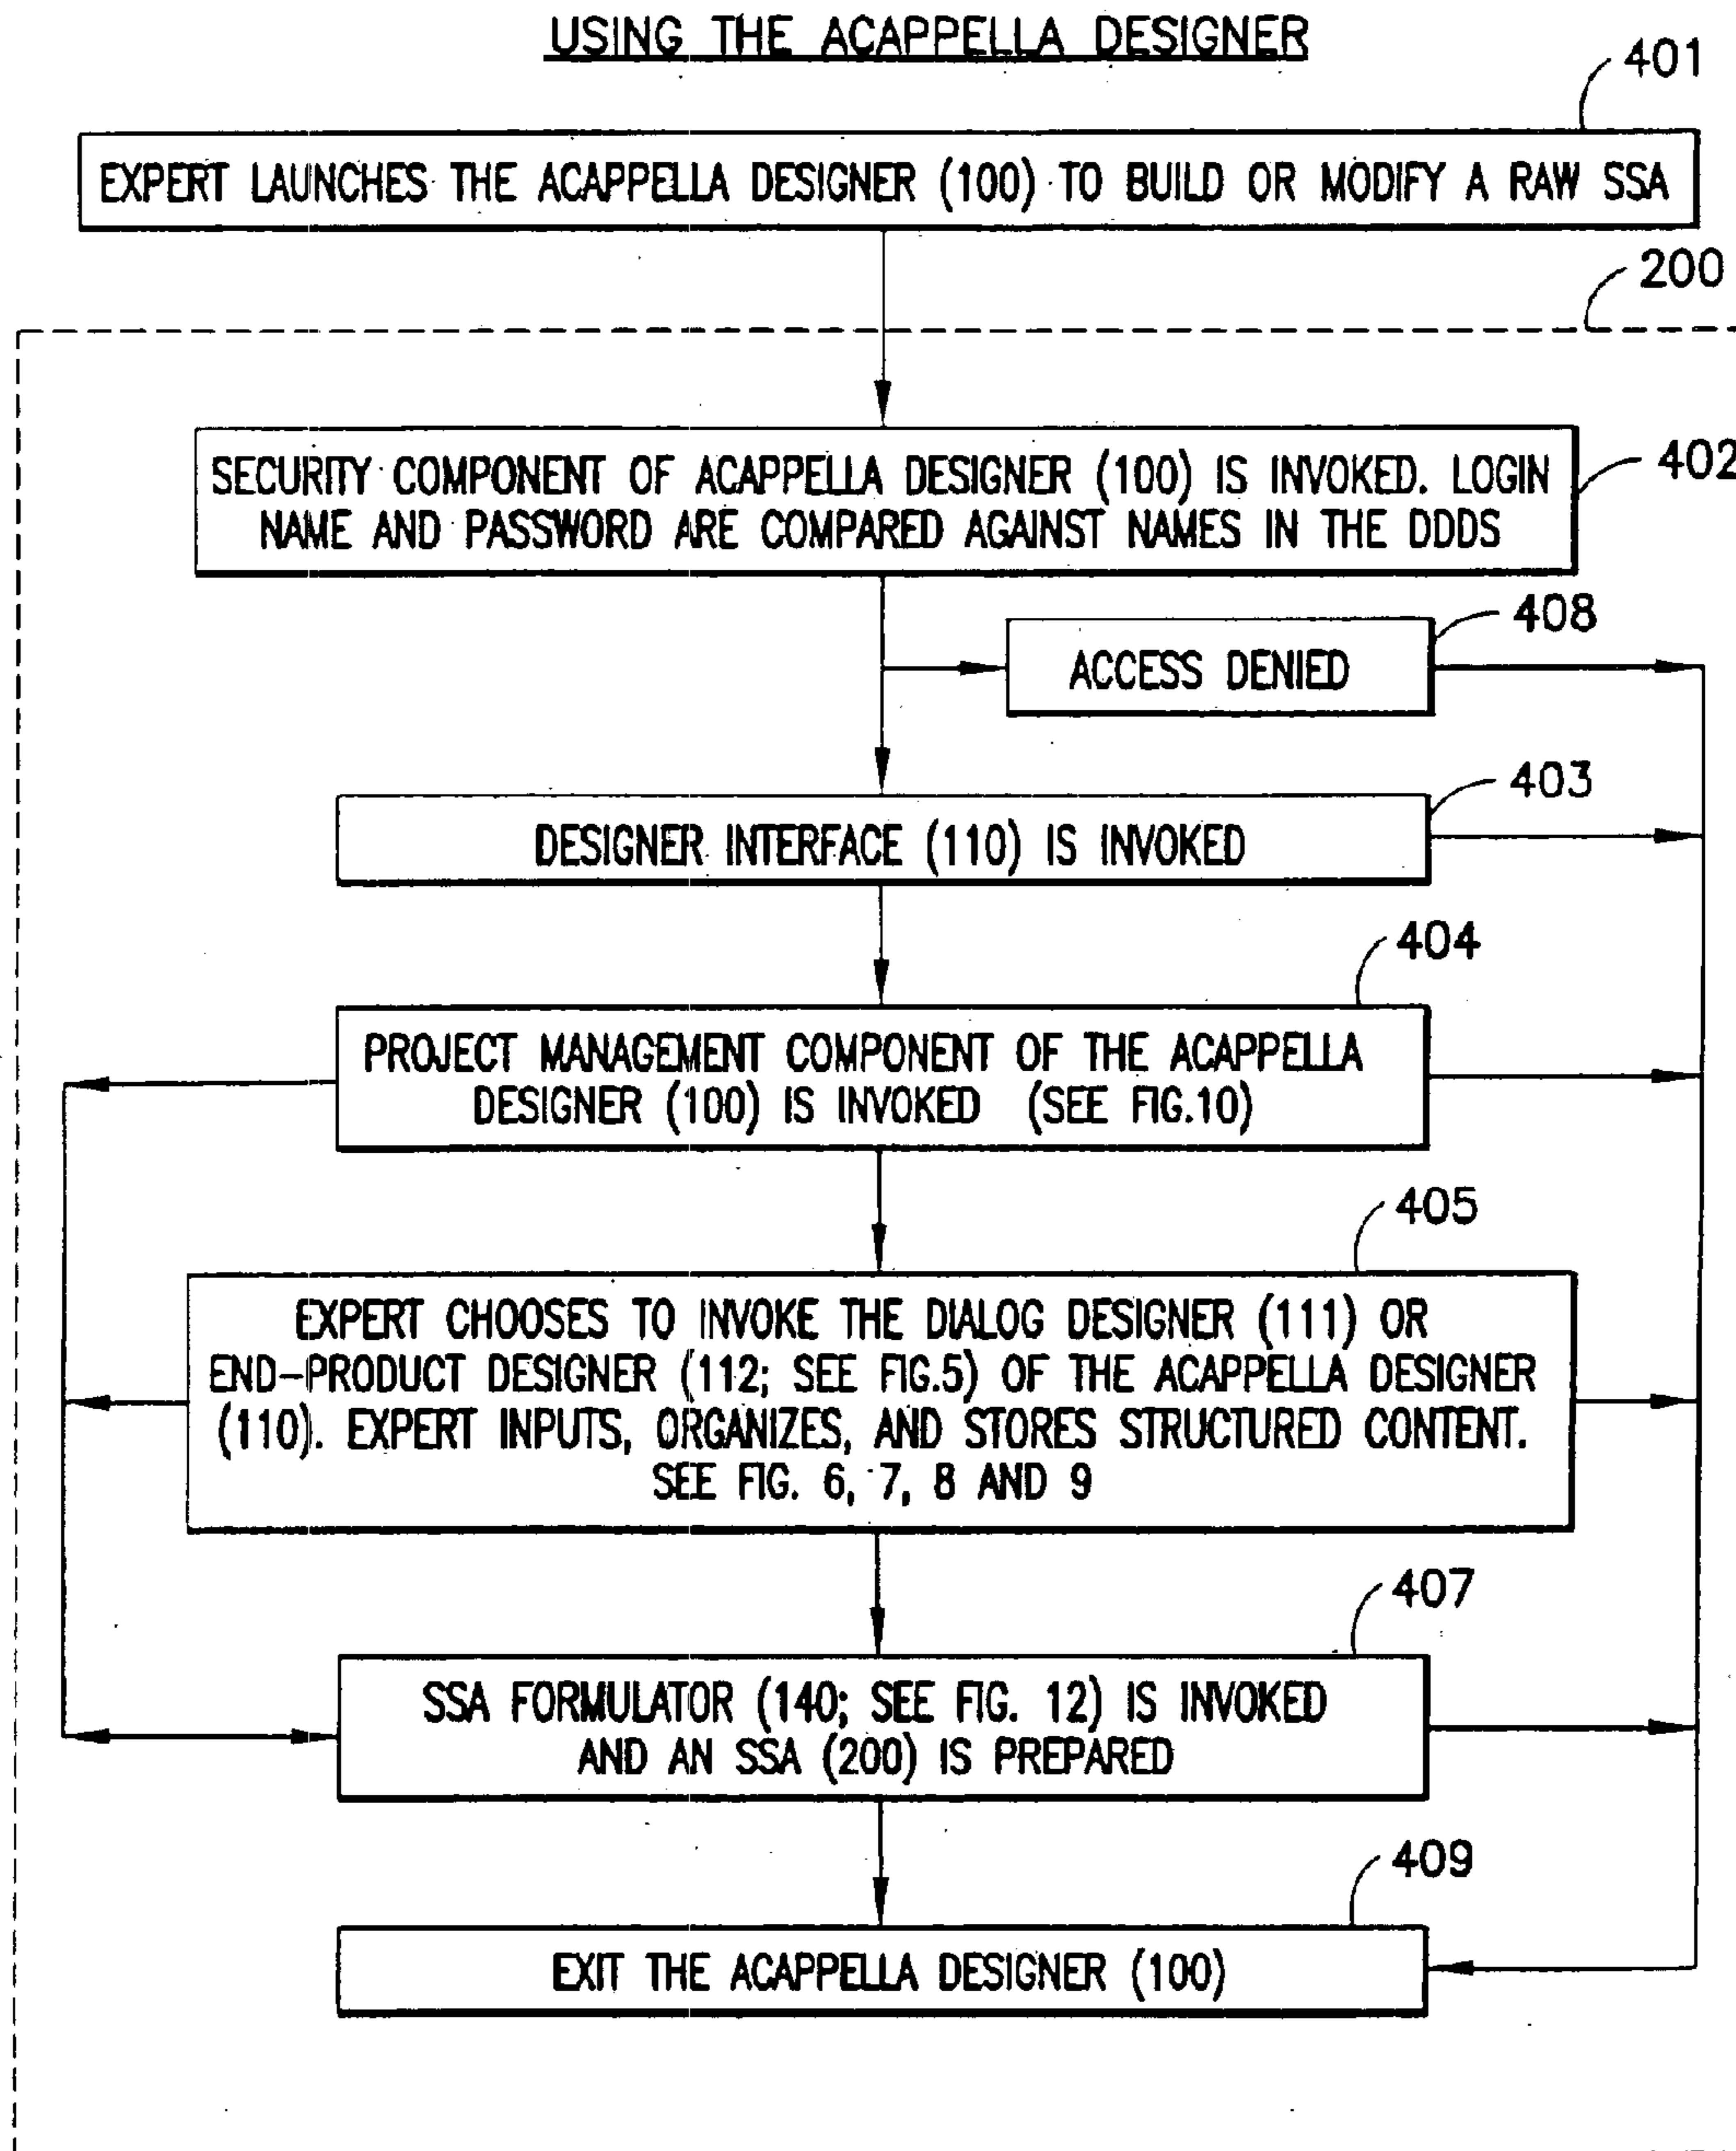 USING THE ACAPPELLA DESIGNER
401
EXPERT LAUNCHES THE ACAPPELLA DESIGNER (100) TO BUILD OR MODIFY A RAW SSA
200
SECURITY COMPONENT OF ACAPPELLA DESIGNER (100) IS INVOKED. LOGIN
NAME AND PASSWORD ARE COMPARED AGAINST NAMES IN THE DDDS
402
408
ACCESS DENIED
403
DESIGNER INTERFACE (110) IS INVOKED
404
PROJECT MANAGEMENT COMPONENT OF THE ACAPPELLA
DESIGNER (100) IS INVOKED (SEE FIG.10)
405
EXPERT CHOOSES TO INVOKE THE DIALOG DESIGNER (111) OR
END-PRODUCT DESIGNER (112; SEE FIG.5) OF THE ACAPPELLA DESIGNER
(110). EXPERT INPUTS, ORGANIZES, AND STORES STRUCTURED CONTENT.
SEE FIG. 6, 7, 8 AND 9
407
SSA FORMULATOR (140; SEE FIG. 12) IS INVOKED
AND AN SSA (200) IS PREPARED
409
EXIT THE ACAPPELLA DESIGNER (100)